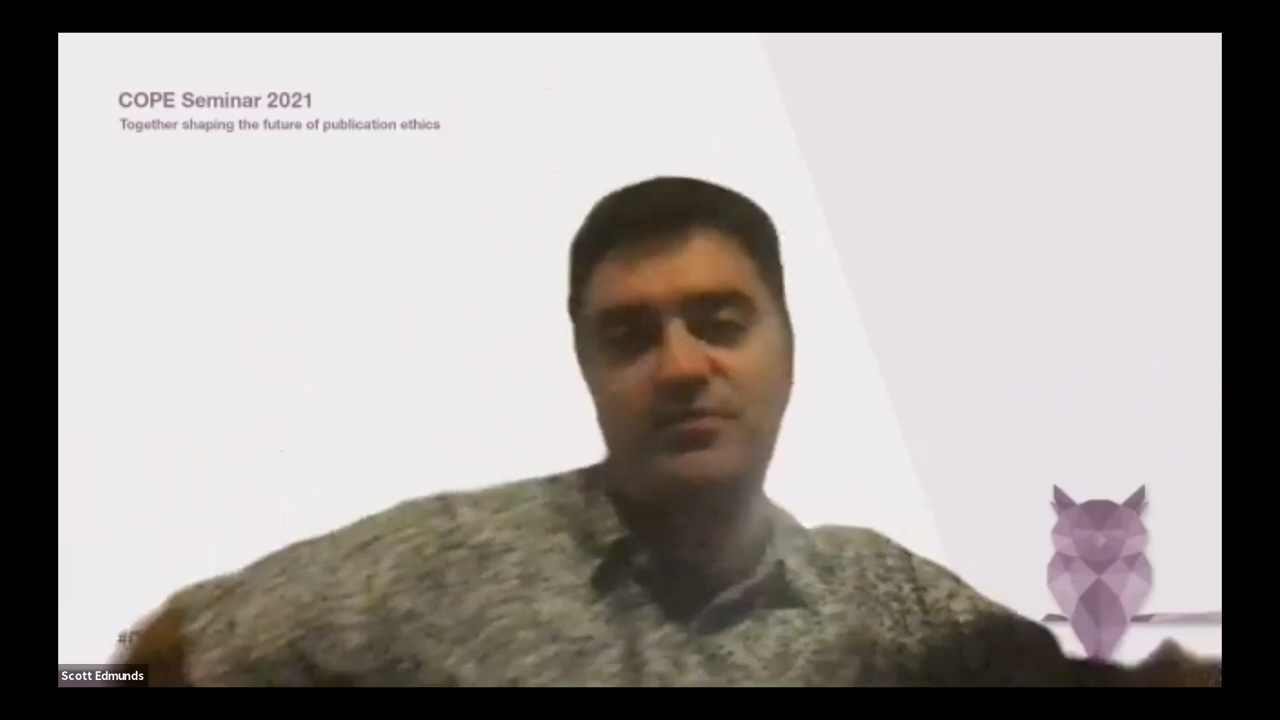 COPE Seminar 2021
Together shaping the future of publication ethics
Scott Edmunds